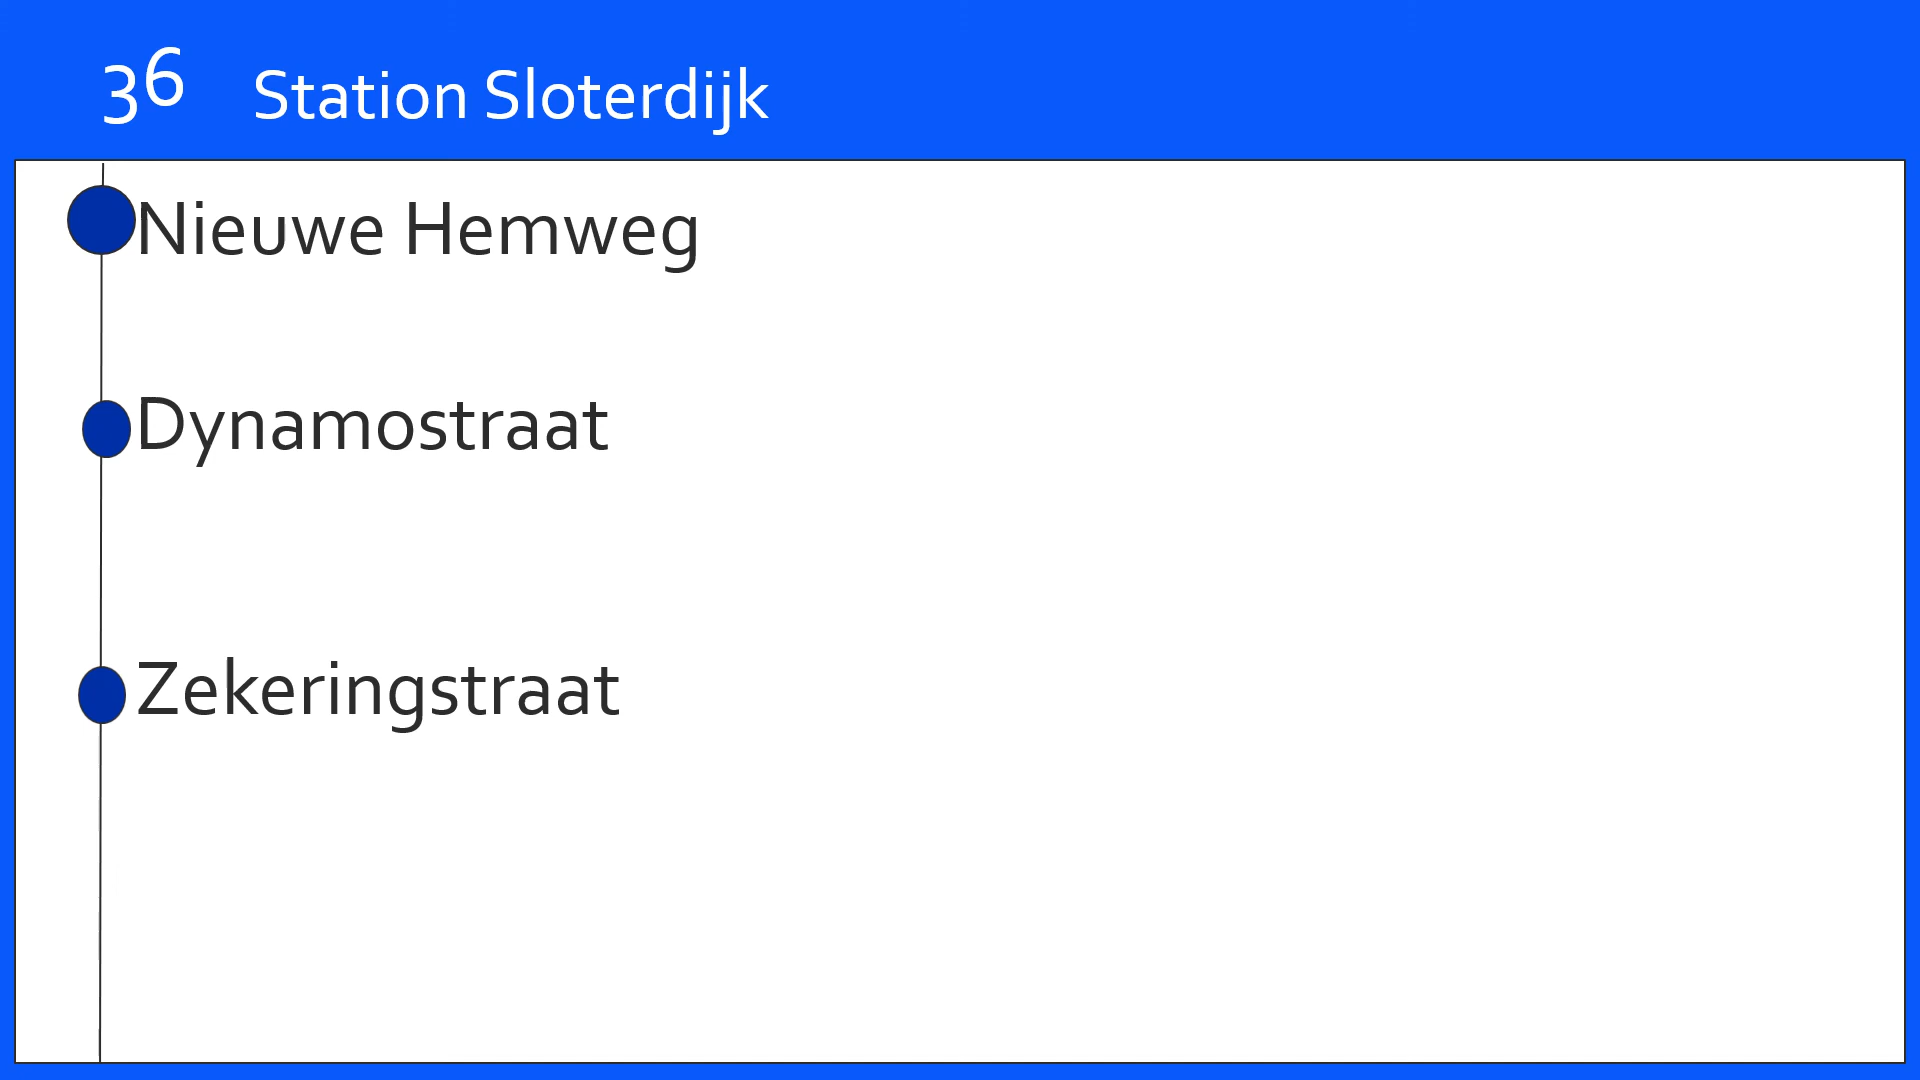 36 Station Sloterdijk
Nieuwe Hemweg
Dynamostraat
Zekeringstraat